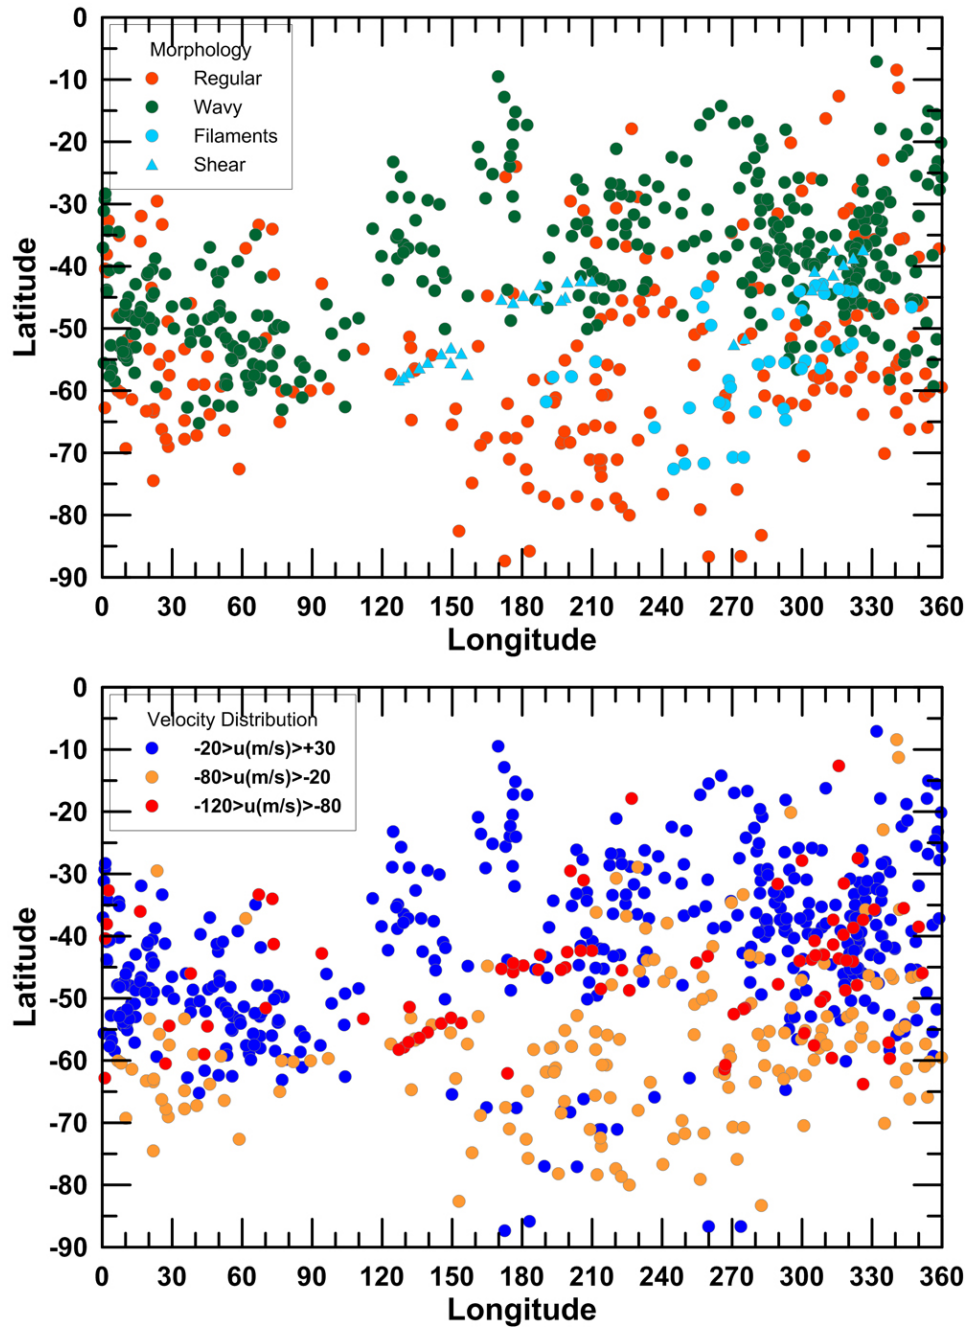 0
-10
-20
-30
-40
-50
-60
-70
-80
-90
Latitude
Morphology
Regular
Wavy
Filaments
Shear
0 30 60 90 120 150 180 210 240 270 300 330 360
Longitude
0
-10
-20
-30
-40
-50
-60
-70
-80
-90
Latitude
Velocity Distribution
-20>u(m/s)>+30
-80>u(m/s)>-20
-120>u(m/s)>-80
0 30 60 90 120 150 180 210 240 270 300 330 360
Longitude